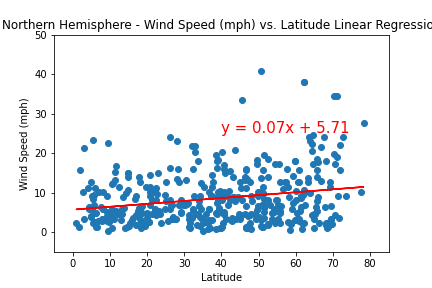 Northern Hemisphere - Wind Speed (mph) vs. Latitude Linear Regressio
50
40
30
20
10
0
Wind Speed (mph)
y = 0.07x + 5.71
0 10 20 30 40 50 60 70 80
Latitude